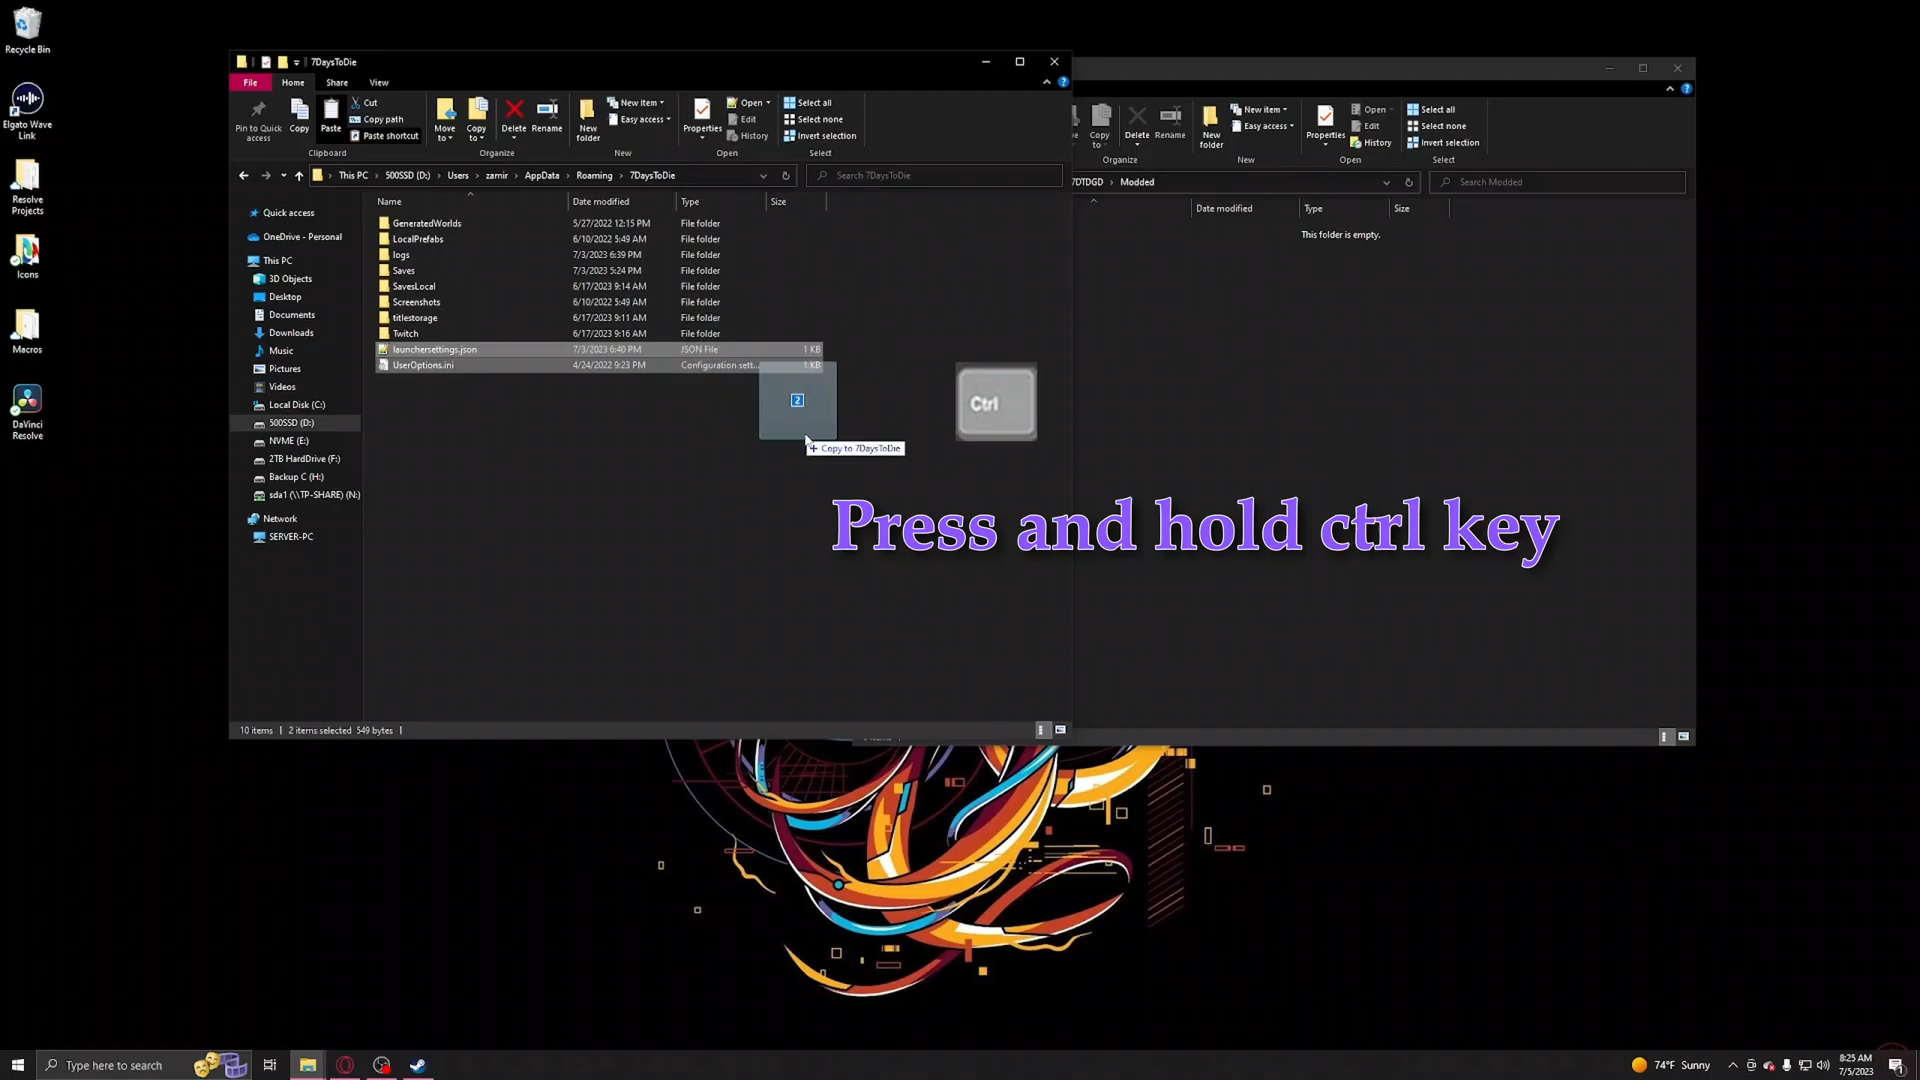 Recycle Bin
Elgato Wave
Link
Resolve
Projects
Icons
Macros
DaVinci
Resolve
7DaysToDie
File
Home
Share
View
Pin to Quick
access
Copy
Paste
Cut
Copy path
Paste shortcut
Clipboard
Move
to
Copy
to
Delete
Rename
Organize
New
folder
New item
Easy access
New
Properties
Open
Edit
History
Open
Select all
Select none
Invert selection
Select
This PC
500SSD (D:)
Users
zamir
AppData
Roaming
7DaysToDie
Search 7DaysToDie
Quick access
OneDrive - Personal
This PC
3D Objects
Desktop
Documents
Downloads
Music
Pictures
Videos
Local Disk (C:)
500SSD (D:)
NVME (E:)
2TB HardDrive (F:)
Backup C (H:)
sda1 (\\TP-SHARE) (N:)
Network
SERVER-PC
Name Date modified Type Size
GeneratedWorlds 5/27/2022 12:15 PM File folder
LocalPrefabs 6/10/2022 5:49 AM File folder
logs 7/3/2023 6:39 PM File folder
Saves 7/3/2023 5:24 PM File folder
SavesLocal 6/17/2023 9:14 AM File folder
Screenshots 6/10/2022 5:49 AM File folder
titlestorage 6/17/2023 9:11 AM File folder
Twitch 6/17/2023 9:16 AM File folder
launchersettings.json 7/3/2023 6:40 PM JSON File 1 KB
UserOptions.ini 4/24/2022 9:23 PM Configuration sett... 1 KB
2
Copy to 7DaysToDie
10 items 2 items selected 549 bytes
Copy
to
Delete
Rename
Organize
New
folder
New item
Easy access
New
Properties
Open
Edit
History
Open
Select all
Select none
Invert selection
Select
7DTDGD
Modded
Search Modded
Date modified Type Size
This folder is empty.
Ctrl
Press and hold ctrl key
Type here to search
74°F Sunny
8:25 AM
7/5/2023
1